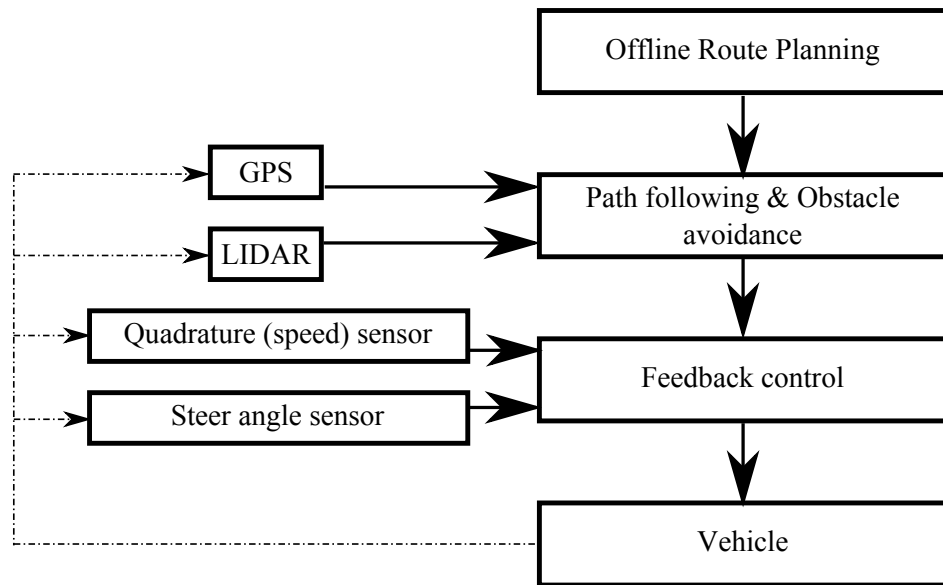 Offline Route Planning
GPS
Path following & Obstacle
avoidance
LIDAR
Quadrature (speed) sensor
Feedback control
Steer angle sensor
Vehicle